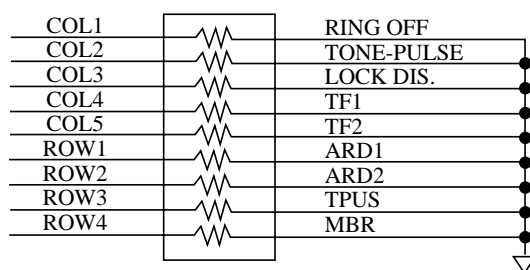 COL1 RING OFF
COL2 TONE-PULSE
COL3 LOCK DIS.
COL4 TF1
COL5 TF2
ROW1 ARD1
ROW2 ARD2
ROW3 TPUS
ROW4 MBR